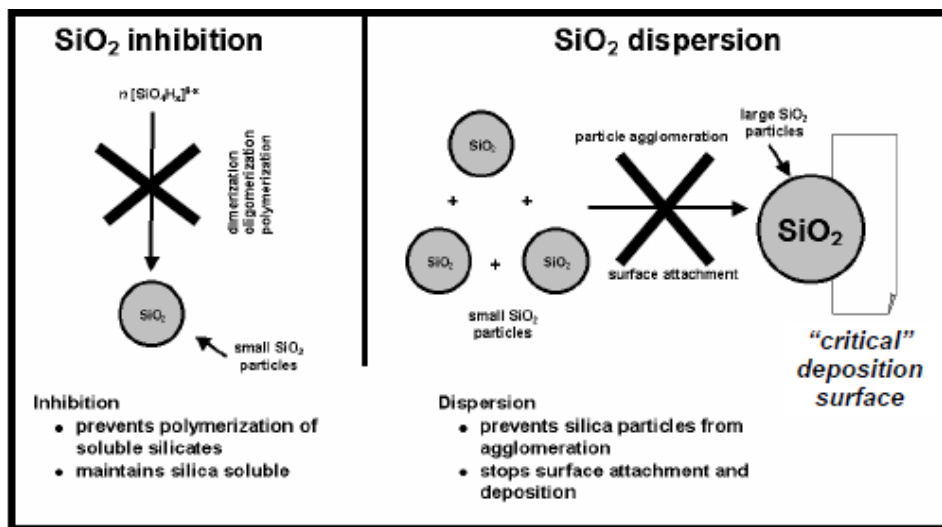 SiO₂ inhibition
n [SiO₄Hₓ]⁴⁻ˣ
dimerization
oligomerization
polymerization
SiO₂
small SiO₂
particles
Inhibition
• prevents polymerization of
soluble silicates
• maintains silica soluble
SiO₂ dispersion
SiO₂
+ +
SiO₂ + SiO₂
small SiO₂
particles
particle agglomeration
surface attachment
large SiO₂
particles
SiO₂
“critical”
deposition
surface
Dispersion
• prevents silica particles from
agglomeration
• stops surface attachment and
deposition